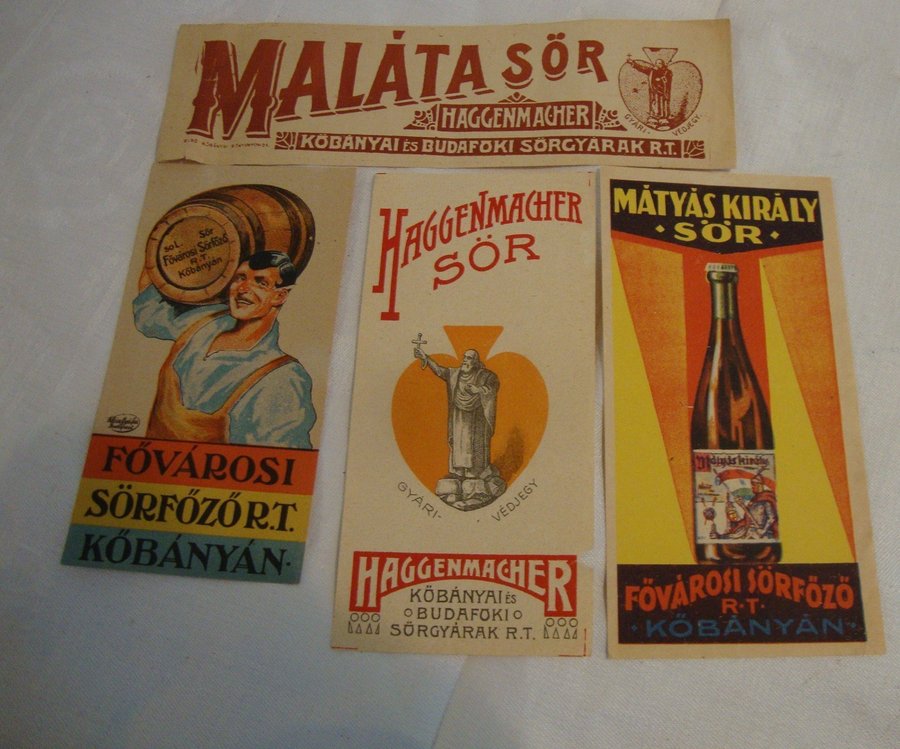 MALÁTA SÖR
HAGGENMACHER
KŐBÁNYAI ÉS BUDAFOKI SÖRGYÁRAK R.T.
GYÁRI- VÉDJEGY.
50 L. Sör
Fővárosi Sörfőző
R.T.
Kőbányán
FŐVÁROSI
SÖRFŐZŐ R.T.
KŐBÁNYÁN·
HAGGENMACHER
SÖR
GYÁRI- VÉDJEGY
HAGGENMACHER
KŐBÁNYAI ÉS
BUDAFOKI
SÖRGYÁRAK R.T.
MÁTYÁS KIRÁLY
· SÖR ·
Mátyás király
FŐVÁROSI SÖRFŐZŐ
R.T.
· KŐBÁNYÁN ·